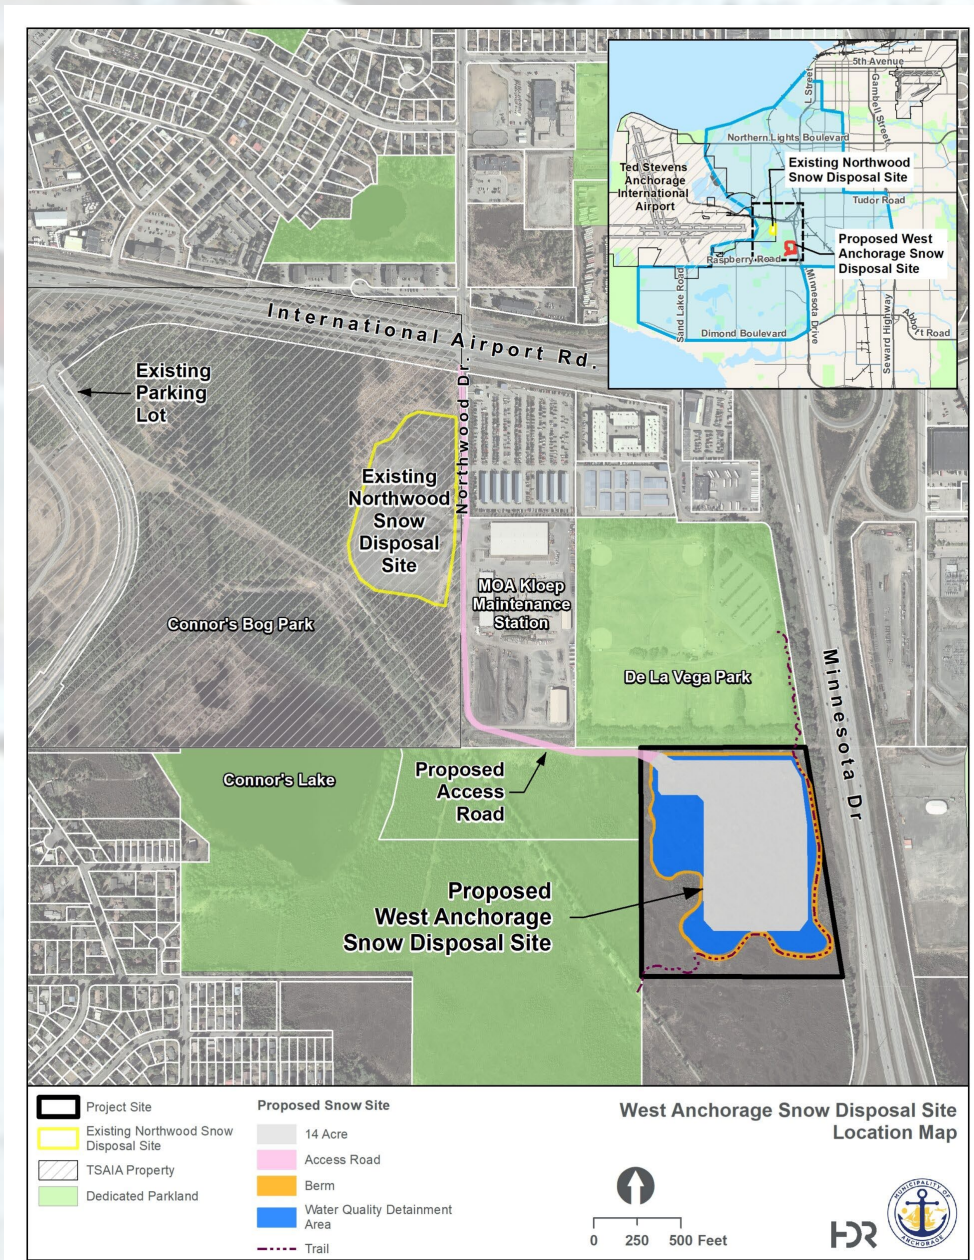 5th Avenue
L Street
Gambell Street
Northern Lights Boulevard
Ted Stevens
Anchorage
International
Airport
Existing Northwood
Snow Disposal Site
Tudor Road
Proposed West
Anchorage Snow
Disposal Site
Raspberry Road
Sand Lake Road
Minnesota Drive
Seward Highway
Abbott Road
Dimond Boulevard
International Airport Rd.
Northwood Dr.
Existing
Parking
Lot
Existing
Northwood
Snow
Disposal
Site
MOA Kloep
Maintenance
Station
Connor's Bog Park
De La Vega Park
Minnesota Dr
Connor's Lake
Proposed
Access
Road
Proposed
West Anchorage
Snow Disposal Site
Project Site
Existing Northwood Snow
Disposal Site
TSAIA Property
Dedicated Parkland
Proposed Snow Site
14 Acre
Access Road
Berm
Water Quality Detainment
Area
Trail
West Anchorage Snow Disposal Site
Location Map
0 250 500 Feet
HDR
MUNICIPALITY OF
ANCHORAGE